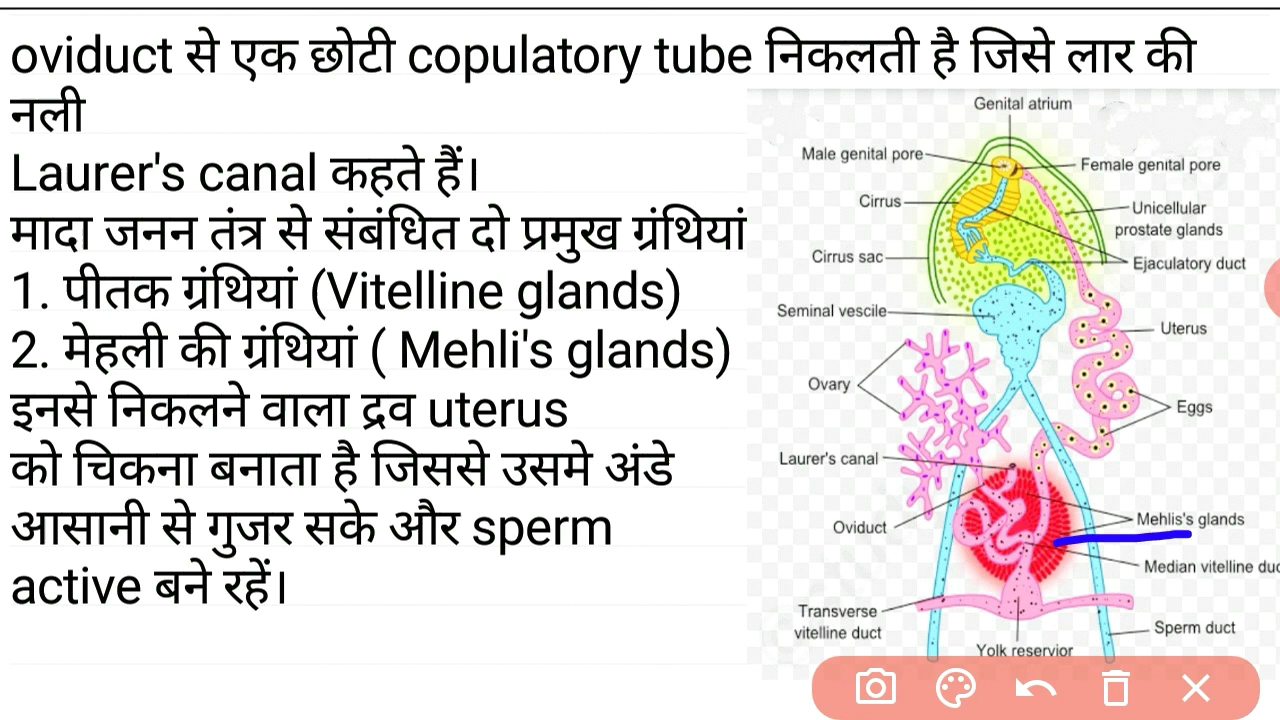 oviduct से एक छोटी copulatory tube निकलती है जिसे लार की
नली
Laurer's canal कहते हैं।
मादा जनन तंत्र से संबंधित दो प्रमुख ग्रंथियां
1. पीतक ग्रंथियां (Vitelline glands)
2. मेहली की ग्रंथियां ( Mehli's glands)
इनसे निकलने वाला द्रव uterus
को चिकना बनाता है जिससे उसमे अंडे
आसानी से गुजर सके और sperm
active बने रहें।
Genital atrium
Male genital pore
Female genital pore
Cirrus
Unicellular
prostate glands
Cirrus sac
Ejaculatory duct
Seminal vescile
Uterus
Ovary
Eggs
Laurer's canal
Mehlis's glands
Oviduct
Median vitelline duc
Transverse
vitelline duct
Sperm duct
Yolk reservior